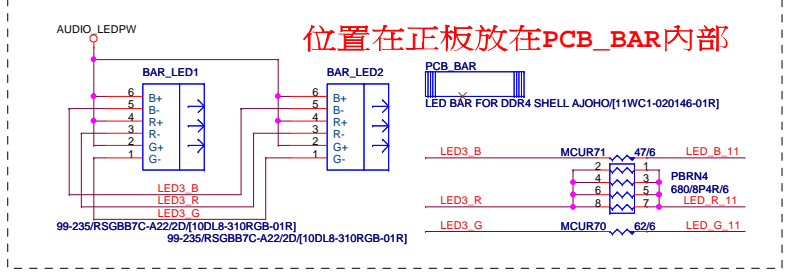 AUDIO_LEDPW
位置在正板放在PCB_BAR内部
BAR_LED1
6 B+
5 B-
4 R+
3 R-
2 G+
1 G-
BAR_LED2
6 B+
5 B-
4 R+
3 R-
2 G+
1 G-
LED3_B
LED3_R
LED3_G
99-235/RSGBB7C-A22/2D/[10DL8-310RGB-01R]
99-235/RSGBB7C-A22/2D/[10DL8-310RGB-01R]
PCB_BAR
LED BAR FOR DDR4 SHELL AJOHO/[11WC1-020146-01R]
LED3_B MCUR71 47/6 LED_B_11
2 1
4 3
6 5
8 7
PBRN4
680/8P4R/6
LED3_R LED_R_11
LED3_G MCUR70 62/6 LED_G_11